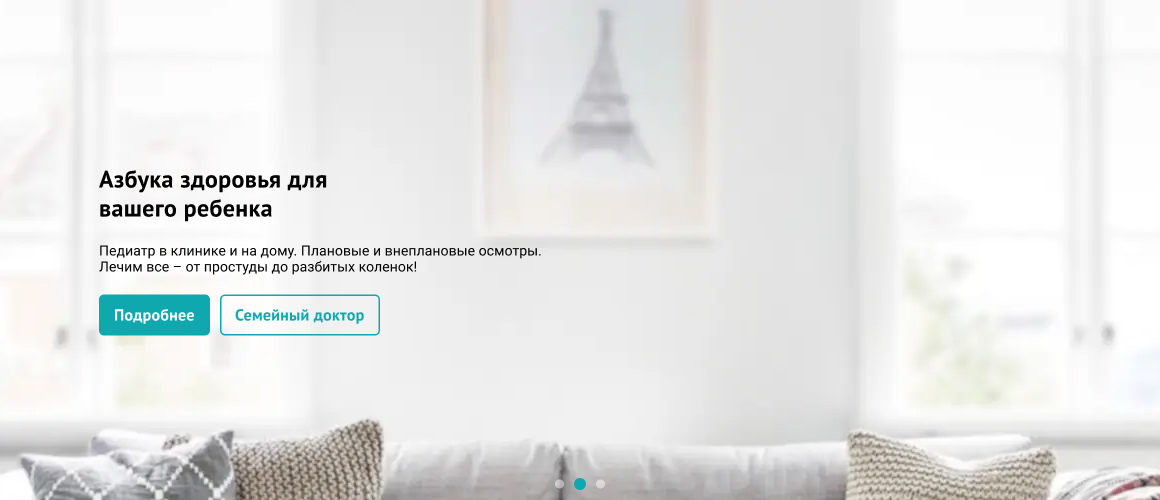 Азбука здоровья для
вашего ребенка
Педиатр в клинике и на дому. Плановые и внеплановые осмотры.
Лечим все – от простуды до разбитых коленок!
Подробнее
Семейный доктор